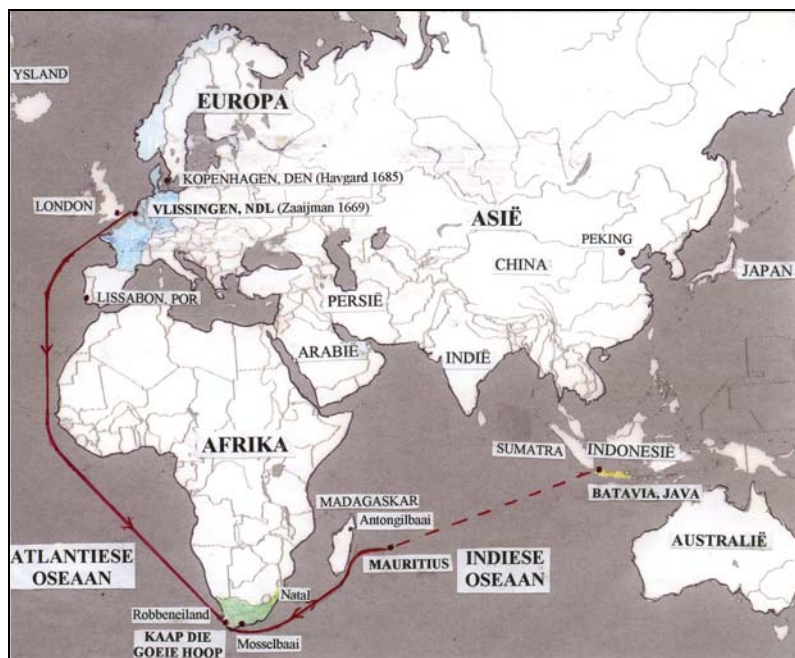 YSLAND
EUROPA
KOPENHAGEN, DEN (Havgard 1685)
LONDON
VLISSINGEN, NDL (Zaaijman 1669)
ASIË
PEKING
CHINA
JAPAN
LISSABON, POR
PERSIË
ARABIË
INDIË
AFRIKA
SUMATRA
INDONESIË
BATAVIA, JAVA
MADAGASKAR
Antongilbaai
AUSTRALIË
ATLANTIESE
OSEAAN
MAURITIUS
INDIESE
OSEAAN
Natal
Robbeneiland
KAAP DIE
GOEIE HOOP
Mosselbaai